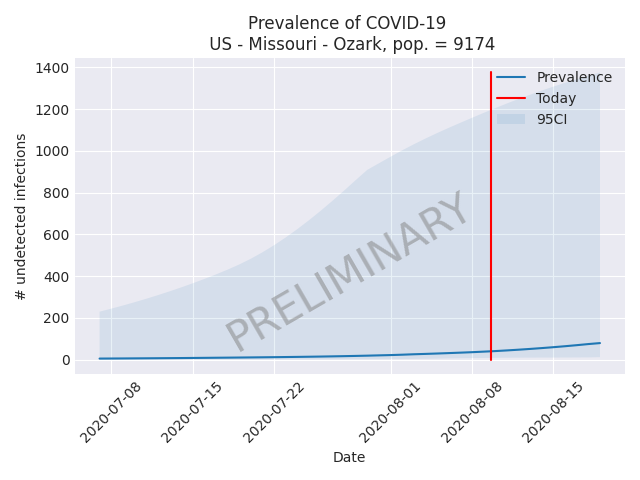 Prevalence of COVID-19
US - Missouri - Ozark, pop. = 9174
1400
1200
1000
800
600
400
200
0
# undetected infections
Prevalence
Today
95CI
PRELIMINARY
2020-07-08
2020-07-15
2020-07-22
2020-08-01
2020-08-08
2020-08-15
Date